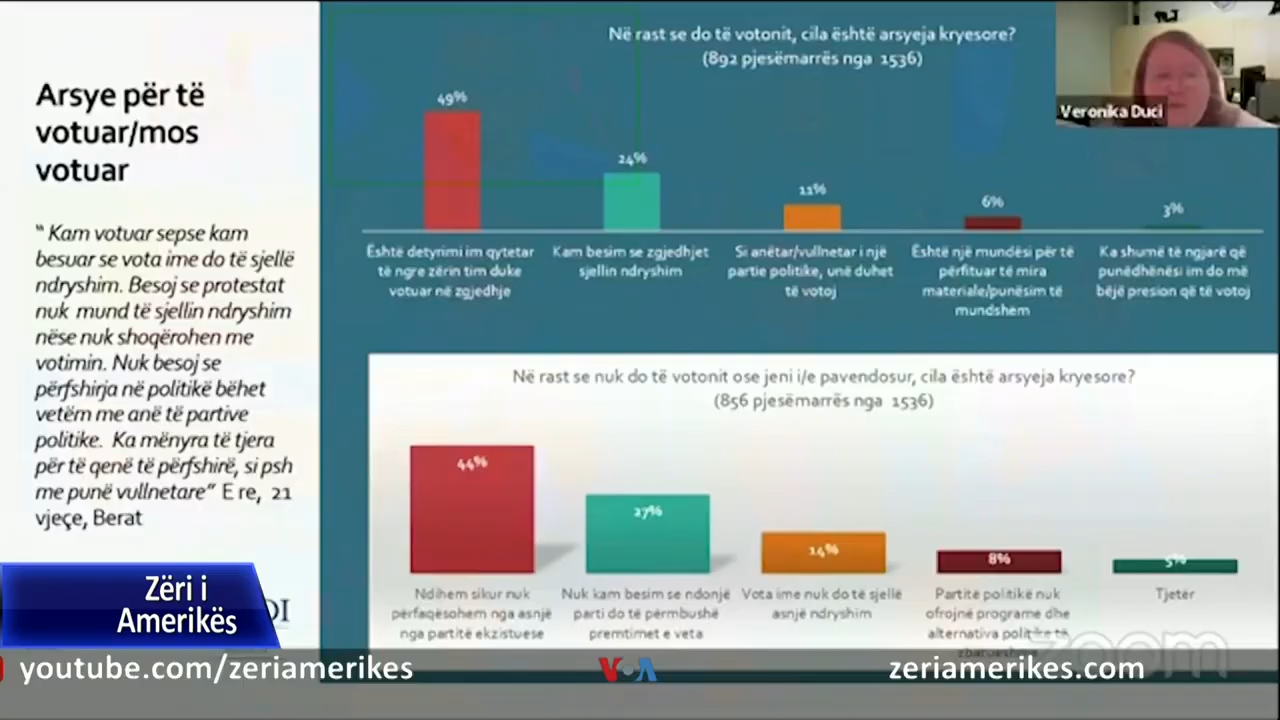 Arsye për të
votuar/mos
votuar
“ Kam votuar sepse kam
besuar se vota ime do të sjellë
ndryshim. Besoj se protestat
nuk mund të sjellin ndryshim
nëse nuk shoqërohen me
votimin. Nuk besoj se
përfshirja në politikë bëhet
vetëm me anë të partive
politike. Ka mënyra të tjera
për të qenë të përfshirë, si psh
me punë vullnetare” E re, 21
vjeçe, Berat
Në rast se do të votonit, cila është arsyeja kryesore?
(892 pjesëmarrës nga 1536)
49%
24%
11%
6%
3%
Është detyrimi im qytetar
të ngre zërin tim duke
votuar në zgjedhje
Kam besim se zgjedhjet
sjellin ndryshim
Si anëtar/vullnetar i një
partie politike, unë duhet
të votoj
Është një mundësi për të
përfituar të mira
materiale/punësim të
mundshëm
Ka shumë të ngjarë që
punëdhënësi im do më
bëjë presion që të votoj
Veronika Duci
Në rast se nuk do të votonit ose jeni i/e pavendosur, cila është arsyeja kryesore?
(856 pjesëmarrës nga 1536)
44%
27%
14%
8%
5%
Ndihem sikur nuk
përfaqësohem nga asnjë
nga partitë ekzistuese
Nuk kam besim se ndonjë
parti do të përmbushë
premtimet e veta
Vota ime nuk do të sjellë
asnjë ndryshim
Partitë politikë nuk
ofrojnë programe dhe
alternativa politike të
Tjetër
zoom
Zëri i
Amerikës
youtube.com/zeriamerikes
VOA
zeriamerikes.com